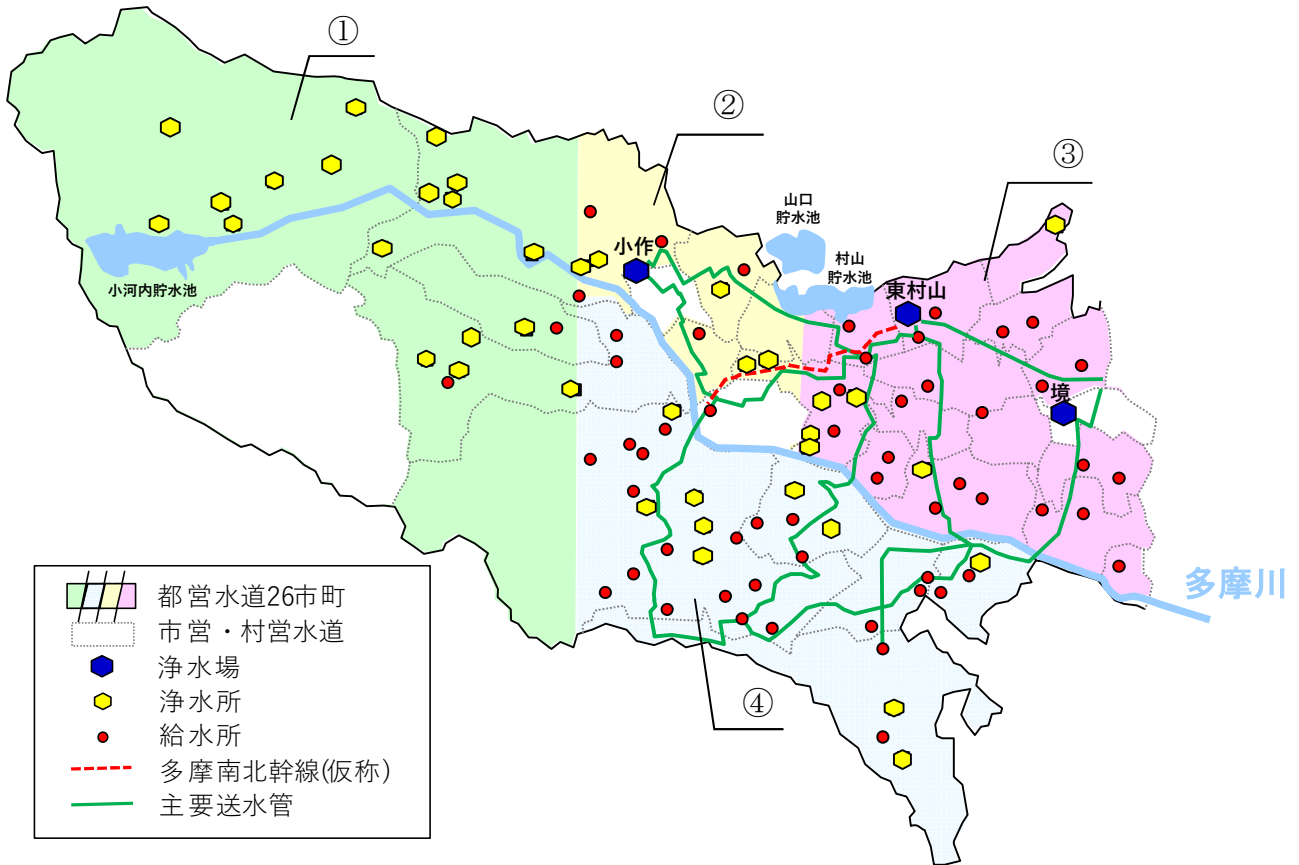 ①
②
③
山口
貯水池
小作
村山
貯水池
東村山
小河内貯水池
境
多摩川
④
都営水道26市町
市営・村営水道
浄水場
浄水所
給水所
多摩南北幹線(仮称)
主要送水管